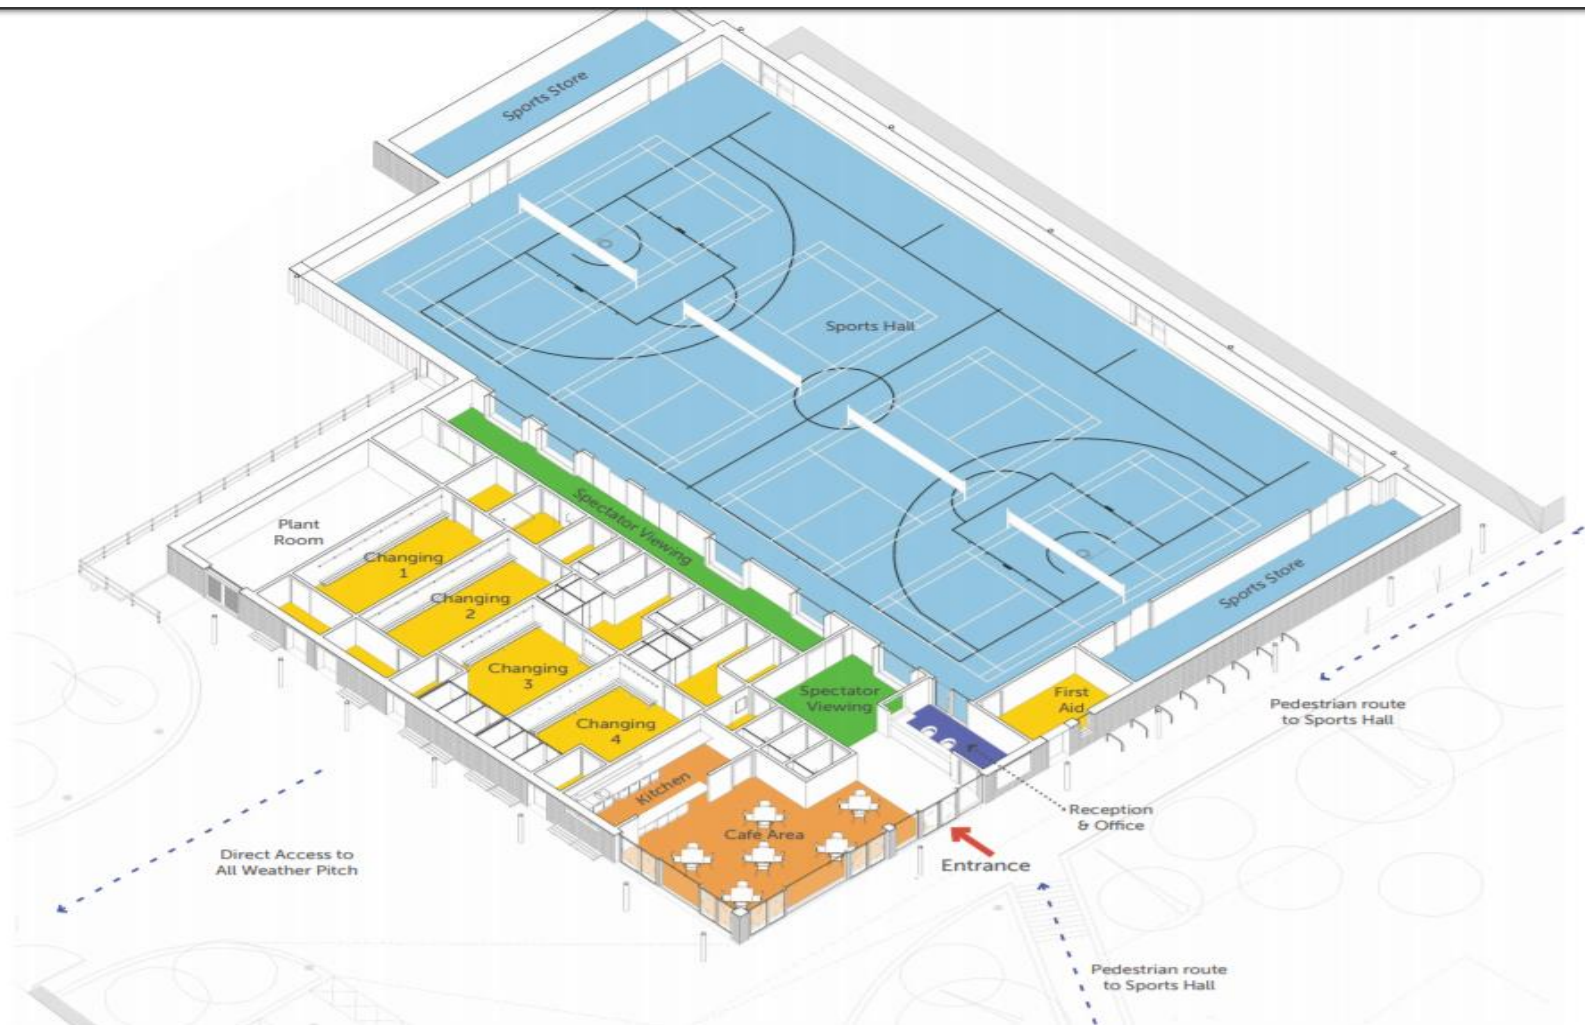 Sports Store
Sports Hall
Spectator Viewing
Plant
Room
Changing
1
Changing
2
Changing
3
Changing
4
Sports Store
Spectator
Viewing
First
Aid
Pedestrian route
to Sports Hall
Kitchen
Cafe Area
Reception
& Office
Entrance
Direct Access to
All Weather Pitch
Pedestrian route
to Sports Hall